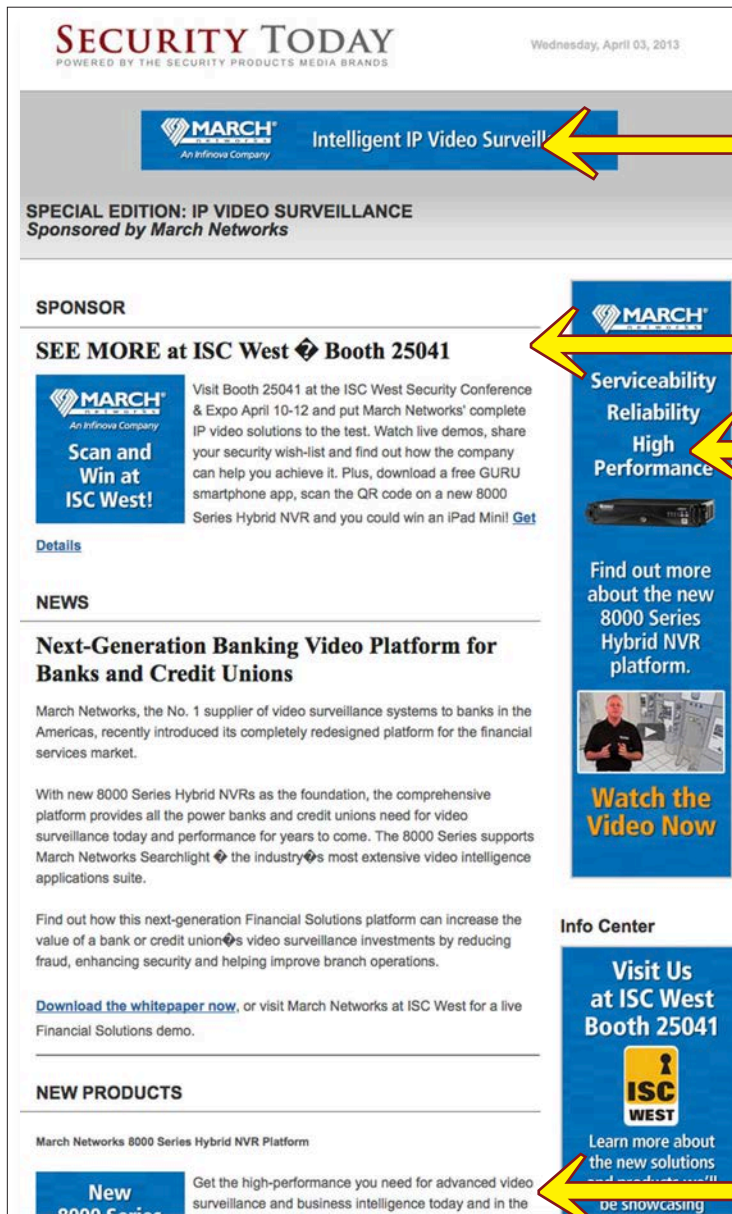 SECURITY TODAY
POWERED BY THE SECURITY PRODUCTS MEDIA BRANDS
Wednesday, April 03, 2013
MARCH
networks
An Infinova Company
Intelligent IP Video
SPECIAL EDITION: IP VIDEO SURVEILLANCE
Sponsored by March Networks
SPONSOR
SEE MORE at ISC West � Booth 25041
MARCH
networks
An Infinova Company
Scan and
Win at
ISC West!
Visit Booth 25041 at the ISC West Security Conference
& Expo April 10-12 and put March Networks' complete
IP video solutions to the test. Watch live demos, share
your security wish-list and find out how the company
can help you achieve it. Plus, download a free GURU
smartphone app, scan the QR code on a new 8000
Series Hybrid NVR and you could win an iPad Mini! Get
Details
NEWS
Next-Generation Banking Video Platform for
Banks and Credit Unions
March Networks, the No. 1 supplier of video surveillance systems to banks in the
Americas, recently introduced its completely redesigned platform for the financial
services market.
With new 8000 Series Hybrid NVRs as the foundation, the comprehensive
platform provides all the power banks and credit unions need for video
surveillance today and performance for years to come. The 8000 Series supports
March Networks Searchlight � the industry�s most extensive video intelligence
applications suite.
Find out how this next-generation Financial Solutions platform can increase the
value of a bank or credit union�s video surveillance investments by reducing
fraud, enhancing security and helping improve branch operations.
Download the whitepaper now, or visit March Networks at ISC West for a live
Financial Solutions demo.
NEW PRODUCTS
March Networks 8000 Series Hybrid NVR Platform
New
8000 Series
Get the high-performance you need for advanced video
surveillance and business intelligence today and in the
MARCH
networks
Serviceability
Reliability
High
Performance
Find out more
about the new
8000 Series
Hybrid NVR
platform.
Watch the
Video Now
Info Center
Visit Us
at ISC West
Booth 25041
ISC
WEST
Learn more about
the new solutions
and products we'll
be showcasing